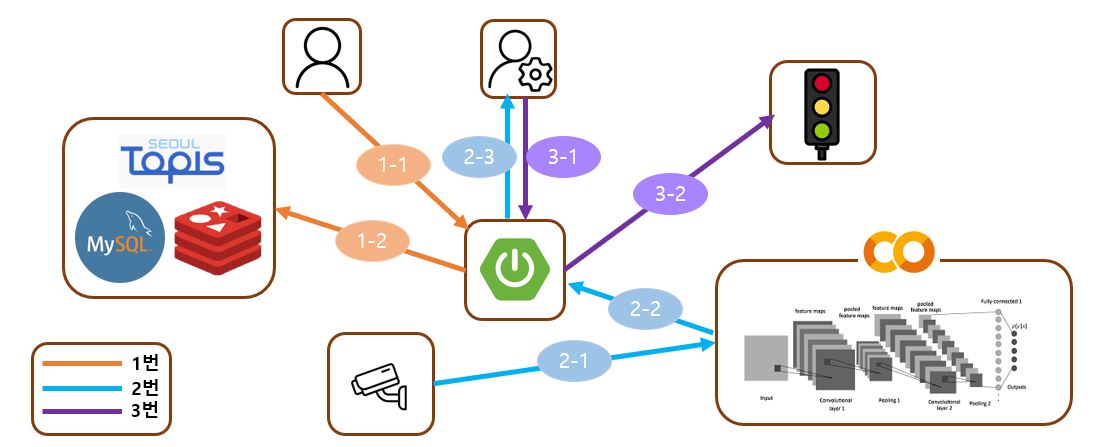 SEOUL
TOPIS
MySQL
1-1
1-2
2-3
3-1
3-2
2-2
2-1
1번
2번
3번
feature maps
pooled
feature maps
feature maps
pooled
feature maps
Fully-connected 1
p(y|x)
Input
Convolutional
layer 1
Pooling 1
Convolutional
layer 2
Pooling 2
Outputs